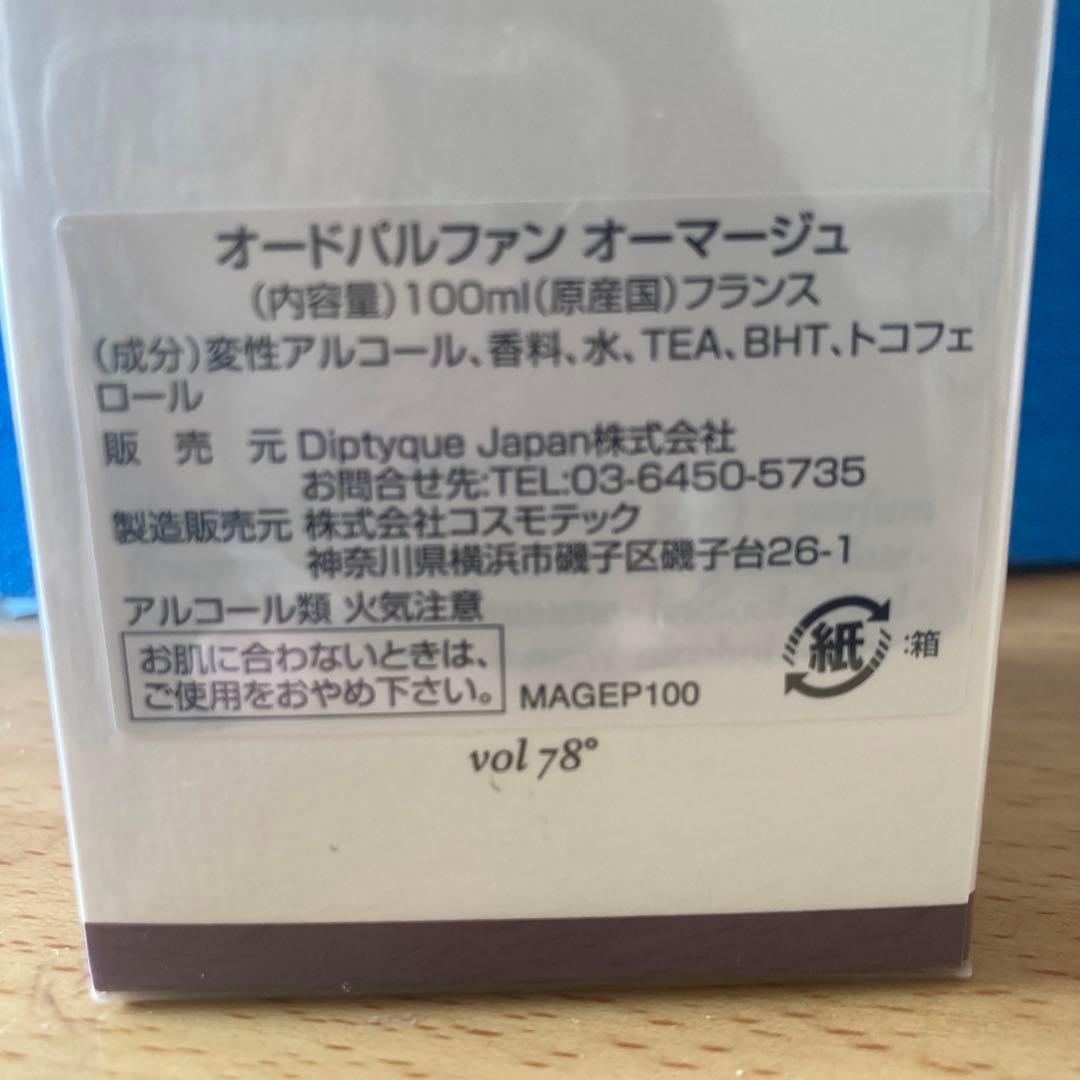 オードパルファン オーマージュ
(内容量)100ml(原産国)フランス
(成分)変性アルコール、香料、水、TEA、BHT、トコフェ
ロール
販 売 元 Diptyque Japan株式会社
お問合せ先:TEL:03-6450-5735
製造販売元 株式会社コスモテック
神奈川県横浜市磯子区磯子台26-1
アルコール類 火気注意
お肌に合わないときは、
ご使用をおやめ下さい。
MAGEP100
紙 :箱
vol 78°